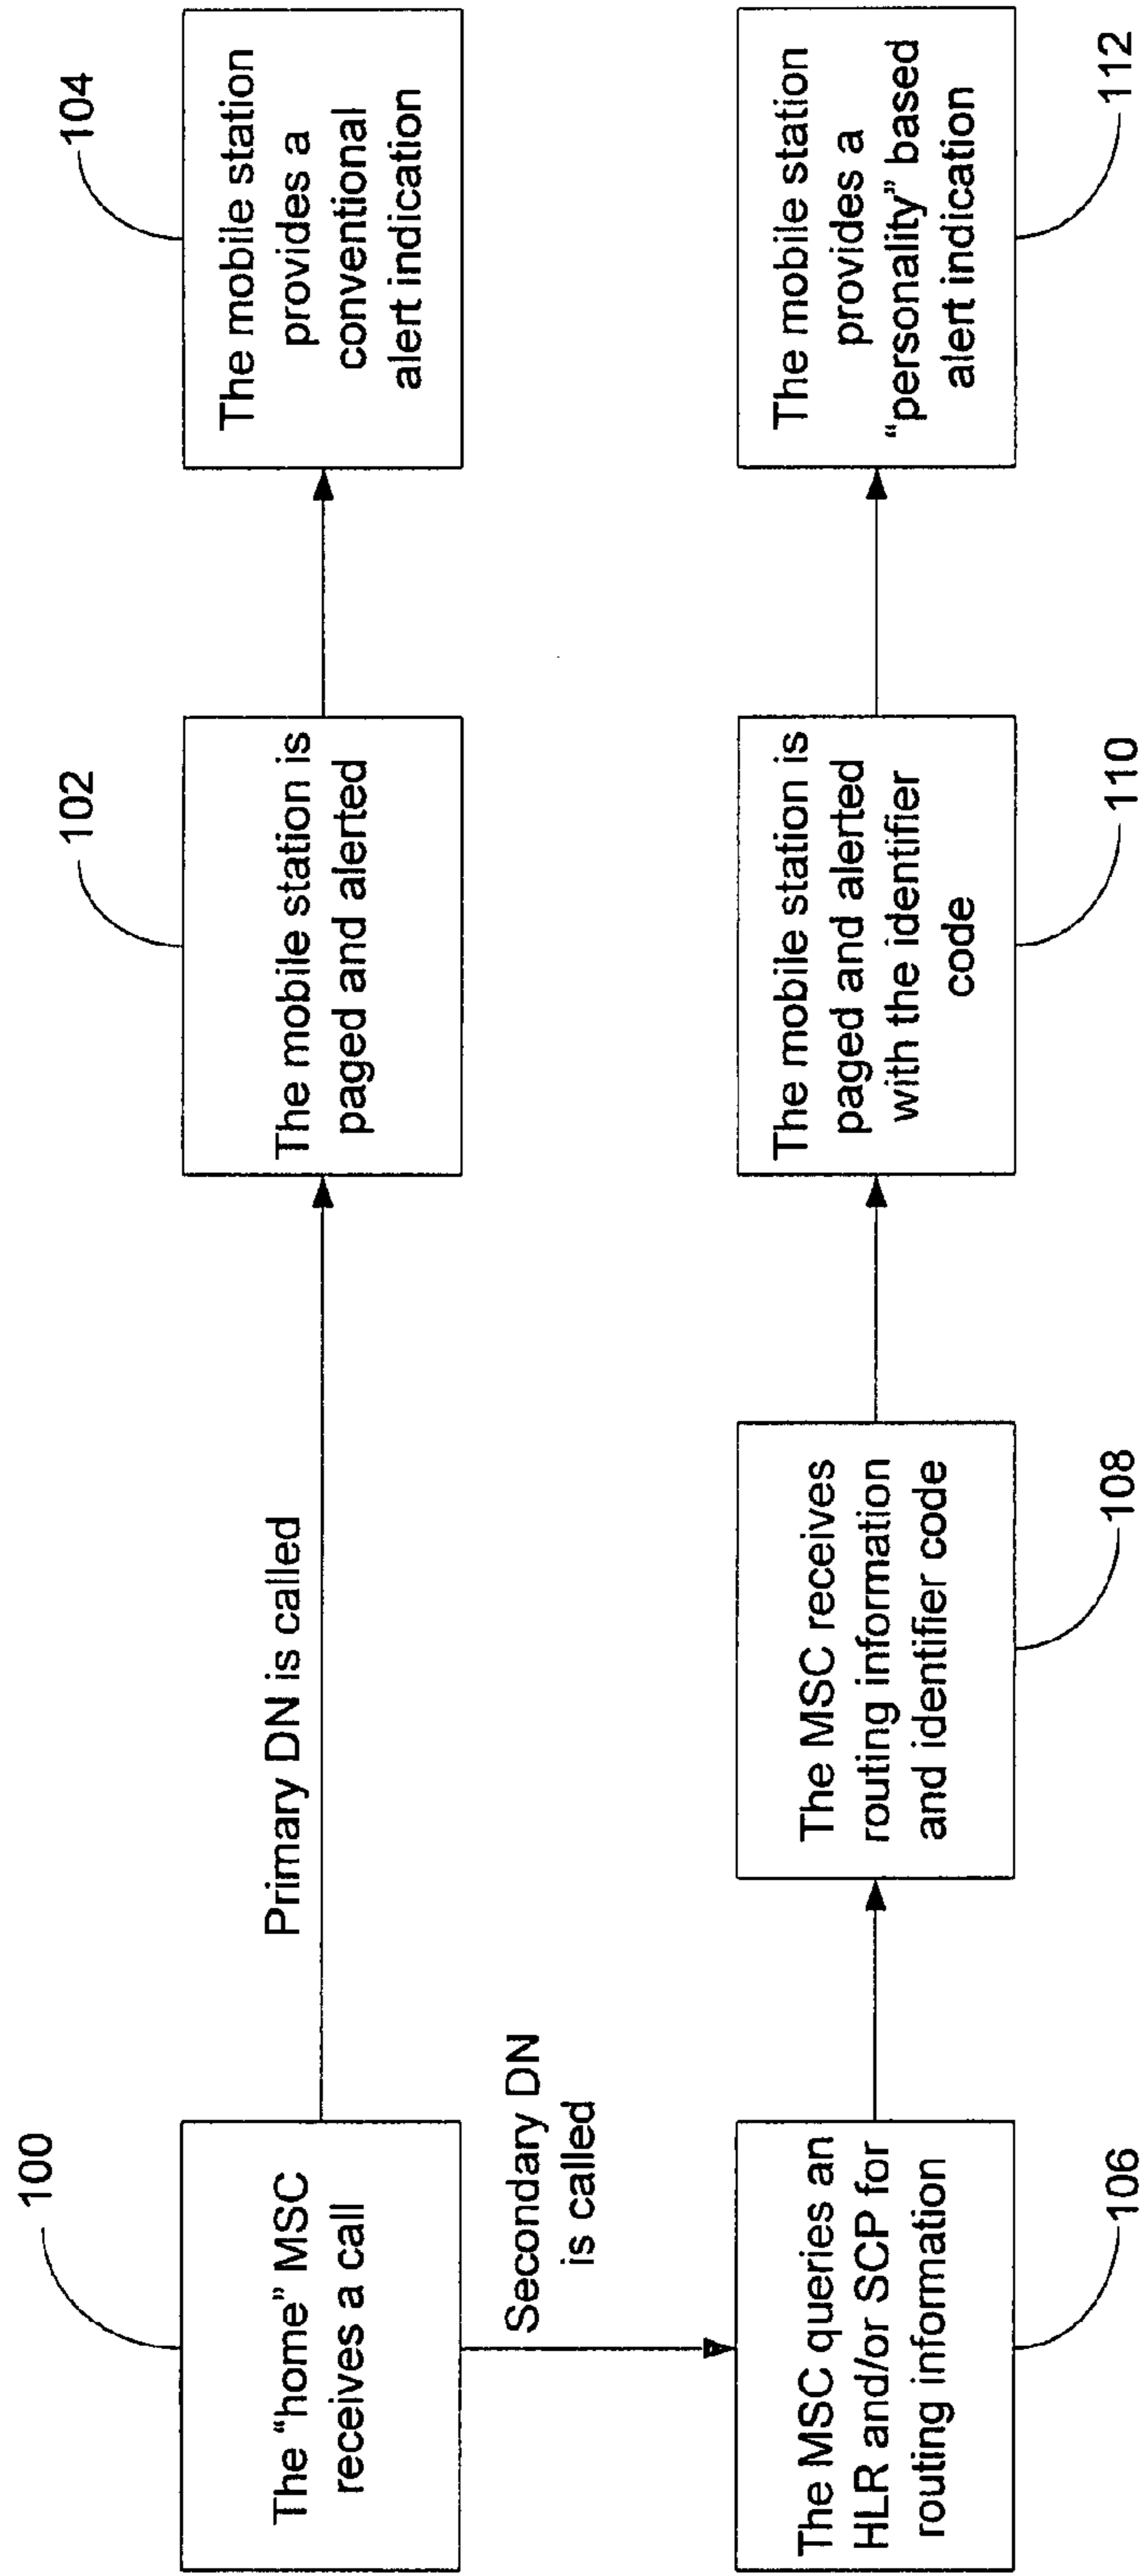 100
The “home” MSC
receives a call
Primary DN is called
102
The mobile station is
paged and alerted
104
The mobile station
provides a
conventional
alert indication
Secondary DN
is called
The MSC queries an
HLR and/or SCP for
routing information
106
The MSC receives
routing information
and identifier code
108
The mobile station is
paged and alerted
with the identifier
code
110
The mobile station
provides a
“personality” based
alert indication
112